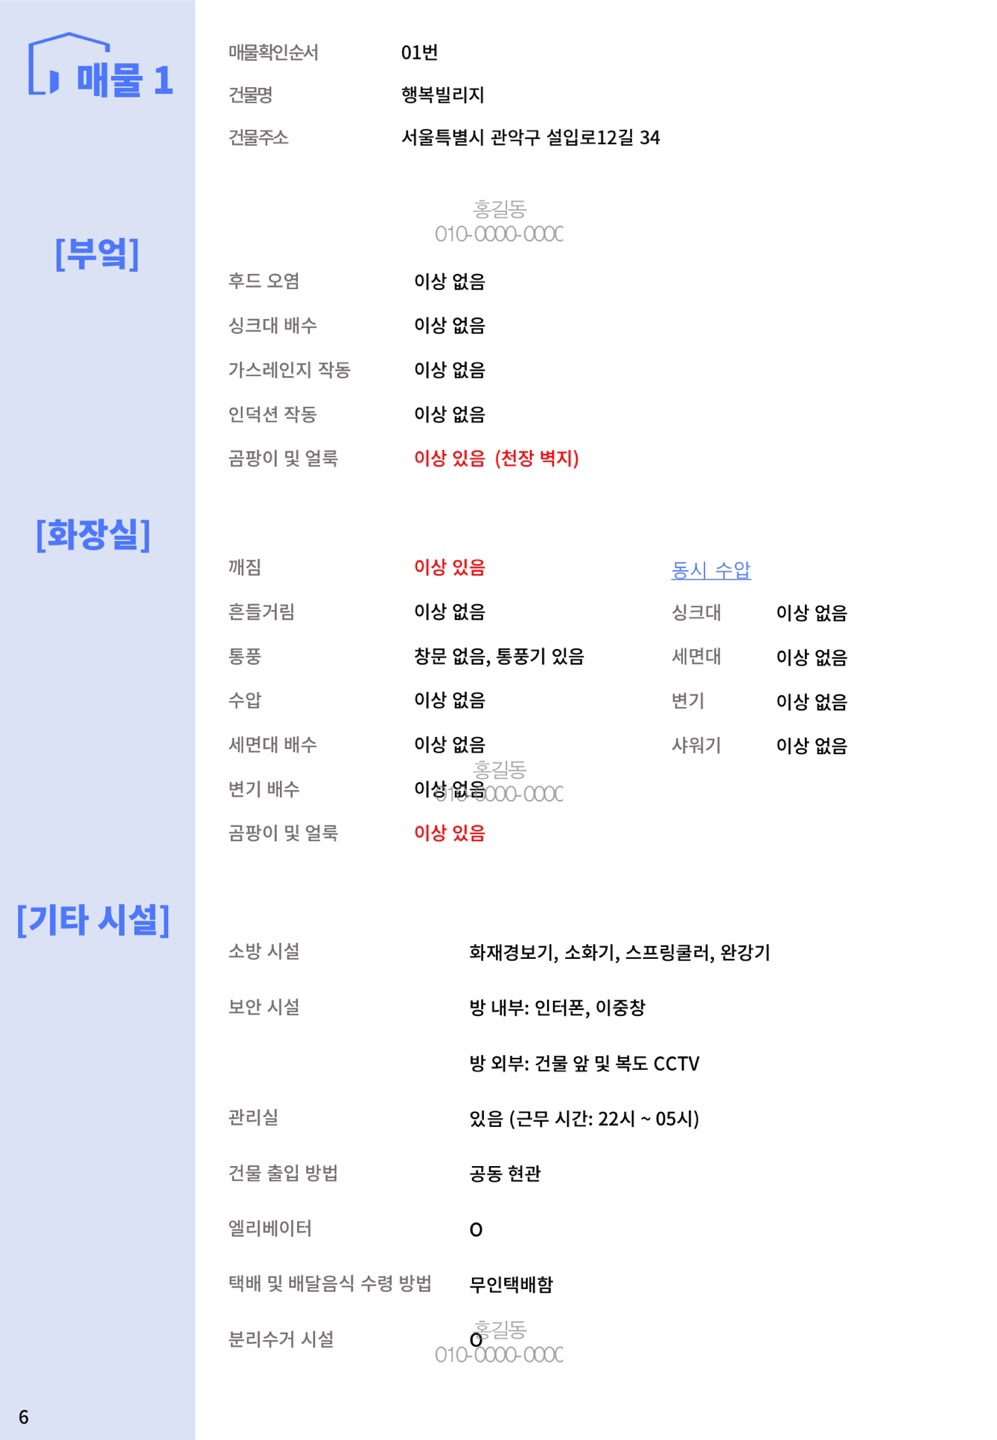 매물 1
매물확인순서 01번
건물명 행복빌리지
건물주소 서울특별시 관악구 설입로12길 34
홍길동
010-0000-0000
[부엌]
후드 오염 이상 없음
싱크대 배수 이상 없음
가스레인지 작동 이상 없음
인덕션 작동 이상 없음
곰팡이 및 얼룩 이상 있음 (천장 벽지)
[화장실]
깨짐 이상 있음
흔들거림 이상 없음
통풍 창문 없음, 통풍기 있음
수압 이상 없음
세면대 배수 이상 없음
변기 배수 이상 없음
곰팡이 및 얼룩 이상 있음
동시 수압
싱크대 이상 없음
세면대 이상 없음
변기 이상 없음
샤워기 이상 없음
홍길동
010-0000-0000
[기타 시설]
소방 시설 화재경보기, 소화기, 스프링쿨러, 완강기
보안 시설 방 내부: 인터폰, 이중창
방 외부: 건물 앞 및 복도 CCTV
관리실 있음 (근무 시간: 22시 ~ 05시)
건물 출입 방법 공동 현관
엘리베이터 O
택배 및 배달음식 수령 방법 무인택배함
분리수거 시설 O
홍길동
010-0000-0000
6